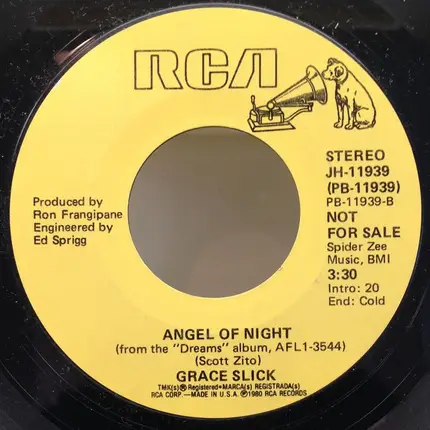 RCA
STEREO
JH-11939
(PB-11939)
PB-11939-B
NOT
FOR SALE
Spider Zee
Music, BMI
3:30
Intro: 20
End: Cold
Produced by
Ron Frangipane
Engineered by
Ed Sprigg
ANGEL OF NIGHT
(from the "Dreams" album, AFL1-3544)
(Scott Zito)
GRACE SLICK
TMK(s) ® Registered • MARCA(s) REGISTRADA(s)
RCA CORP.—MADE IN U.S.A. ℗ 1980 RCA RECORDS